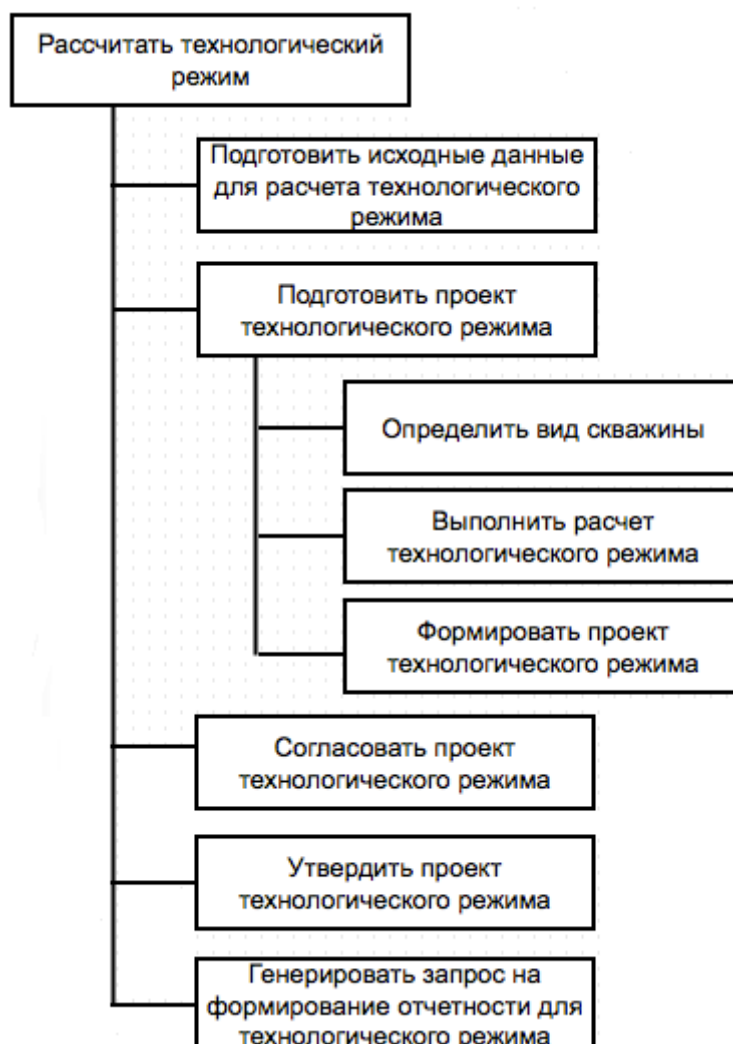 Рассчитать технологический
режим
Подготовить исходные данные
для расчета технологического
режима
Подготовить проект
технологического режима
Определить вид скважины
Выполнить расчет
технологического режима
Формировать проект
технологического режима
Согласовать проект
технологического режима
Утвердить проект
технологического режима
Генерировать запрос на
формирование отчетности для
технологического режима